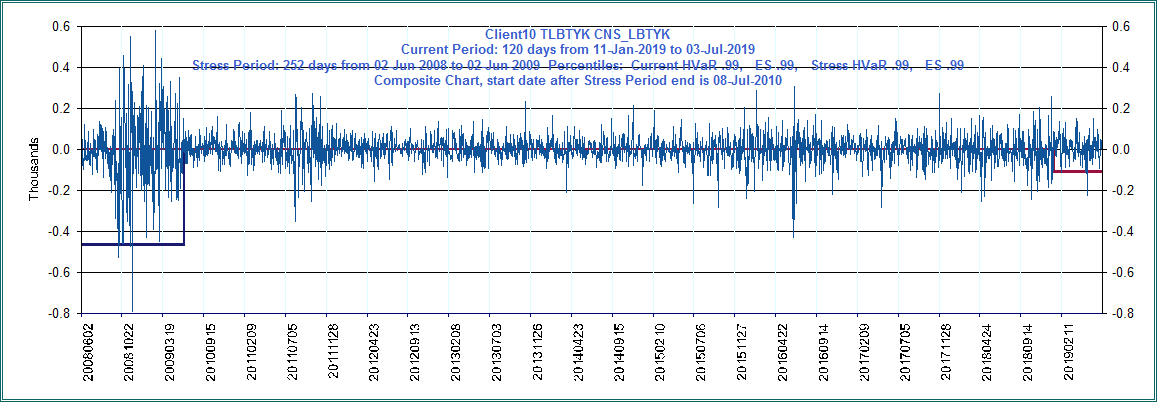 Client10 TLBTYK CNS_LBTYK
Current Period: 120 days from 11-Jan-2019 to 03-Jul-2019
Stress Period: 252 days from 02 Jun 2008 to 02 Jun 2009 Percentiles: Current HVaR .99, ES .99, Stress HVaR .99, ES .99
Composite Chart, start date after Stress Period end is 08-Jul-2010
Thousands
0.6 0.6
0.4 0.4
0.2 0.2
0.0 0.0
-0.2 -0.2
-0.4 -0.4
-0.6 -0.6
-0.8 -0.8
20080602 20081022 20090319 20100915 20110209 20110705 20111128 20120423 20120913 20130208 20130703 20131126 20140423 20140915 20150210 20150706 20151127 20160422 20160914 20170209 20170705 20171128 20180424 20180914 20190211